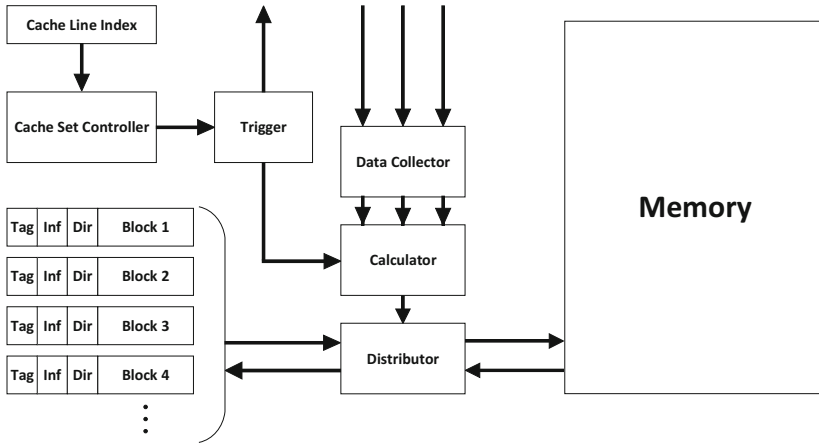 Cache Line Index
Cache Set Controller
Trigger
Data Collector
Memory
Tag Inf Dir Block 1
Calculator
Tag Inf Dir Block 2
Tag Inf Dir Block 3
Distributor
Tag Inf Dir Block 4